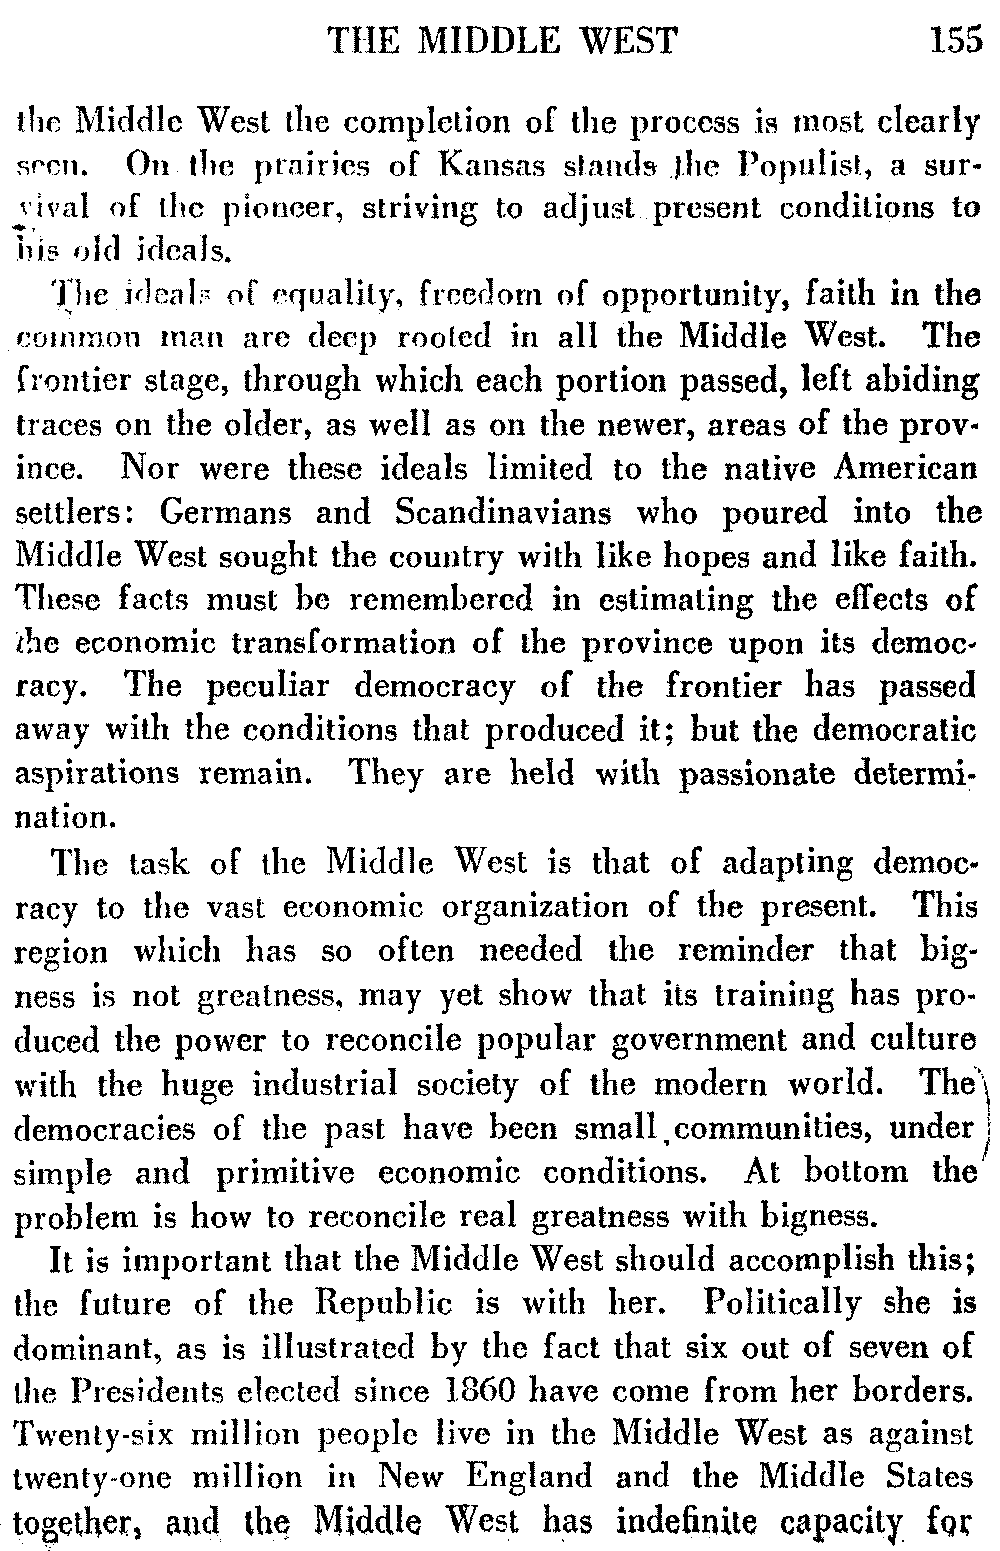 THE MIDDLE WEST 155
the Middle West the completion of the process is most clearly
seen. On the prairies of Kansas stands the Populist, a sur-
vival of the pioneer, striving to adjust present conditions to
his old ideals.
The ideals of equality, freedom of opportunity, faith in the
common man are deep rooted in all the Middle West. The
frontier stage, through which each portion passed, left abiding
traces on the older, as well as on the newer, areas of the prov-
ince. Nor were these ideals limited to the native American
settlers: Germans and Scandinavians who poured into the
Middle West sought the country with like hopes and like faith.
These facts must be remembered in estimating the effects of
the economic transformation of the province upon its democ-
racy. The peculiar democracy of the frontier has passed
away with the conditions that produced it; but the democratic
aspirations remain. They are held with passionate determi-
nation.
The task of the Middle West is that of adapting democ-
racy to the vast economic organization of the present. This
region which has so often needed the reminder that big-
ness is not greatness, may yet show that its training has pro-
duced the power to reconcile popular government and culture
with the huge industrial society of the modern world. The
democracies of the past have been small communities, under
simple and primitive economic conditions. At bottom the
problem is how to reconcile real greatness with bigness.
It is important that the Middle West should accomplish this;
the future of the Republic is with her. Politically she is
dominant, as is illustrated by the fact that six out of seven of
the Presidents elected since 1860 have come from her borders.
Twenty-six million people live in the Middle West as against
twenty-one million in New England and the Middle States
together, and the Middle West has indefinite capacity for